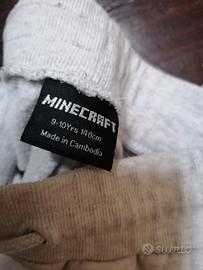 MINECRAFT
9-10Yrs 140cm
Made in Cambodia
SUBITO